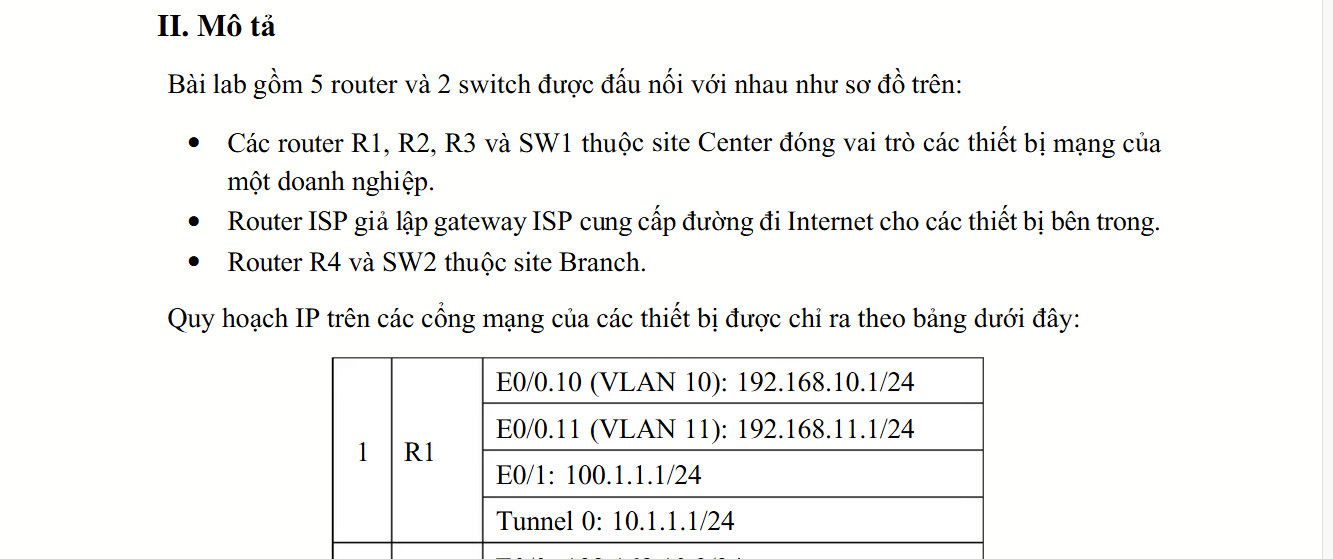 II. Mô tả
Bài lab gồm 5 router và 2 switch được đấu nối với nhau như sơ đồ trên:
• Các router R1, R2, R3 và SW1 thuộc site Center đóng vai trò các thiết bị mạng của
một doanh nghiệp.
• Router ISP giả lập gateway ISP cung cấp đường đi Internet cho các thiết bị bên trong.
• Router R4 và SW2 thuộc site Branch.
Quy hoạch IP trên các cổng mạng của các thiết bị được chỉ ra theo bảng dưới đây:
E0/0.10 (VLAN 10): 192.168.10.1/24
E0/0.11 (VLAN 11): 192.168.11.1/24
1 R1
E0/1: 100.1.1.1/24
Tunnel 0: 10.1.1.1/24